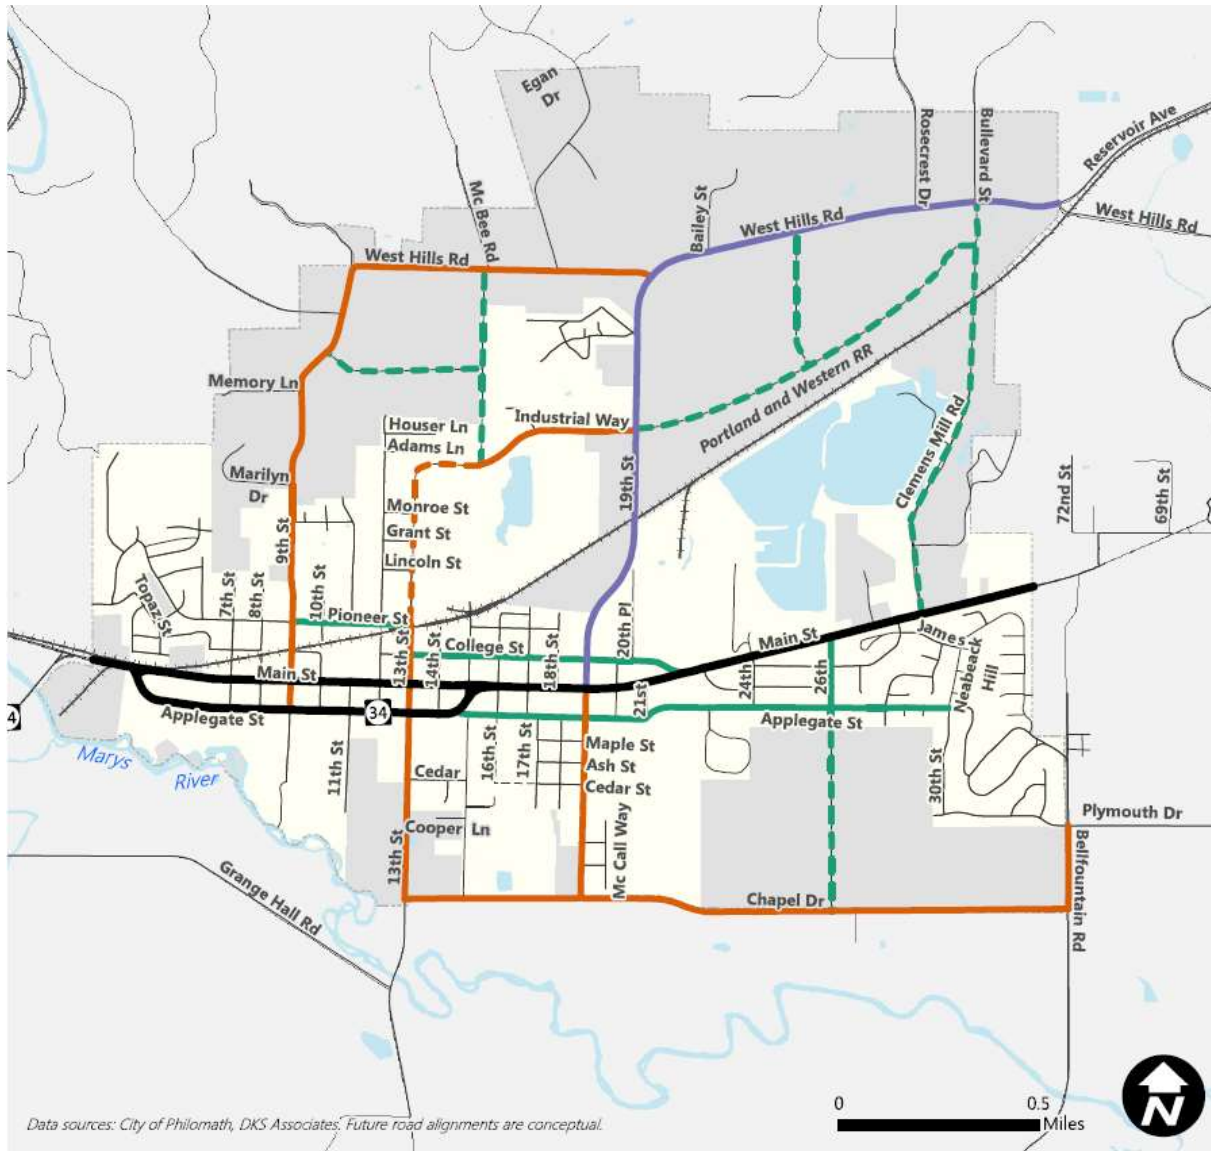 Egan
Dr
Mc Bee Rd
Bailey St
Rosecrest Dr
Bullevard St
Reservoir Ave
West Hills Rd
West Hills Rd
West Hills Rd
Memory Ln
Houser Ln
Adams Ln
Industrial Way
Portland and Western RR
Clemens Mill Rd
Marilyn
Dr
Monroe St
Grant St
Lincoln St
9th St
19th St
72nd St
69th St
Topaz St
7th St
8th St
10th St
Pioneer St
13th St
14th St
College St
18th St
20th Pl
Main St
Main St
James
Neabeack
Hill
24th
26th
21st
34
4
Applegate St
Applegate St
Marys
River
11th St
16th St
17th St
Maple St
Ash St
Cedar St
Cedar
Cooper Ln
13th St
Mc Call Way
30th St
Plymouth Dr
Bellfountain Rd
Chapel Dr
Grange Hall Rd
Data sources: City of Philomath, DKS Associates. Future road alignments are conceptual.
0 0.5
Miles
N